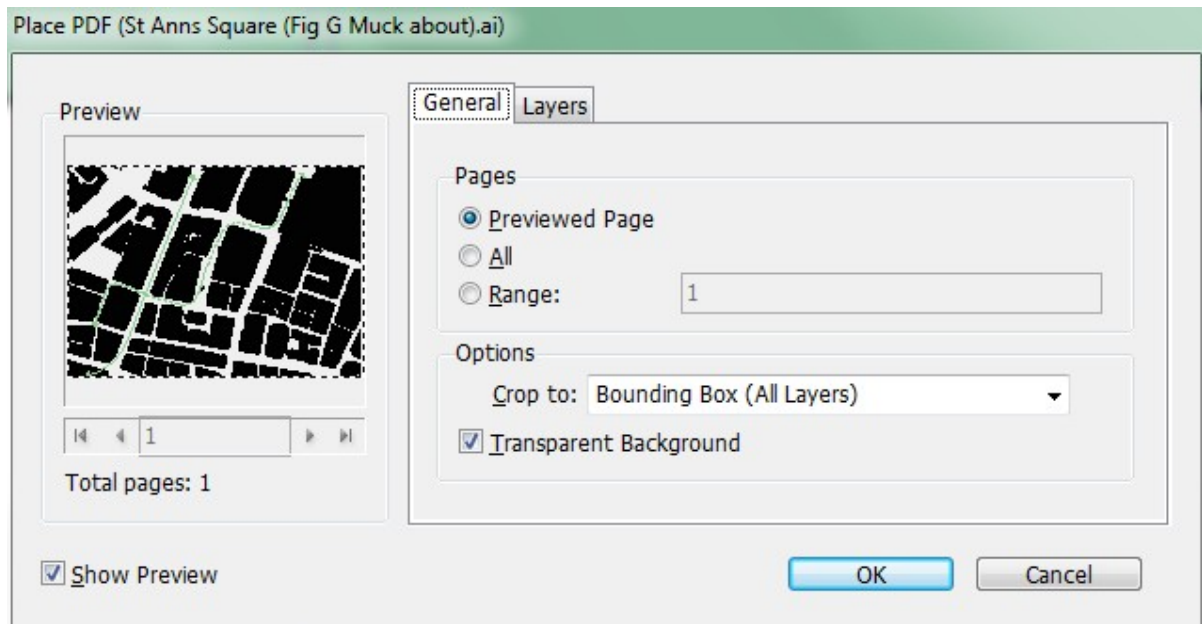 Place PDF (St Anns Square (Fig G Muck about).ai)
Preview
1
Total pages: 1
Show Preview
General
Layers
Pages
Previewed Page
All
Range:
1
Options
Crop to:
Bounding Box (All Layers)
Transparent Background
OK
Cancel